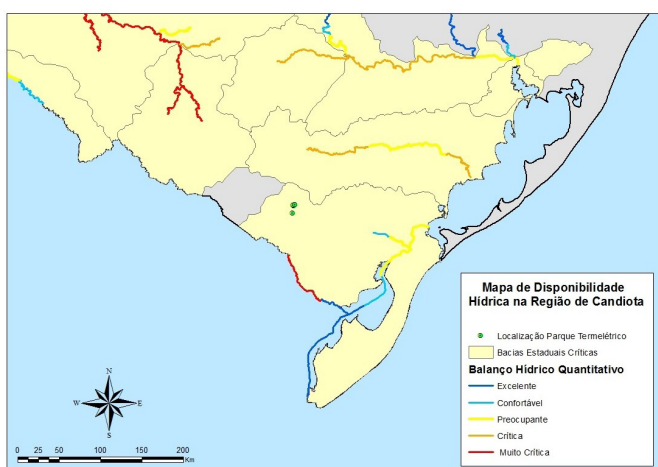 Mapa de Disponibilidade
Hídrica na Região de Candiota
Localização Parque Termelétrico
Bacias Estaduais Críticas
Balanço Hídrico Quantitativo
Excelente
Confortável
Preocupante
Crítica
Muito Crítica
N
W E
S
0 25 50 100 150 200
Km